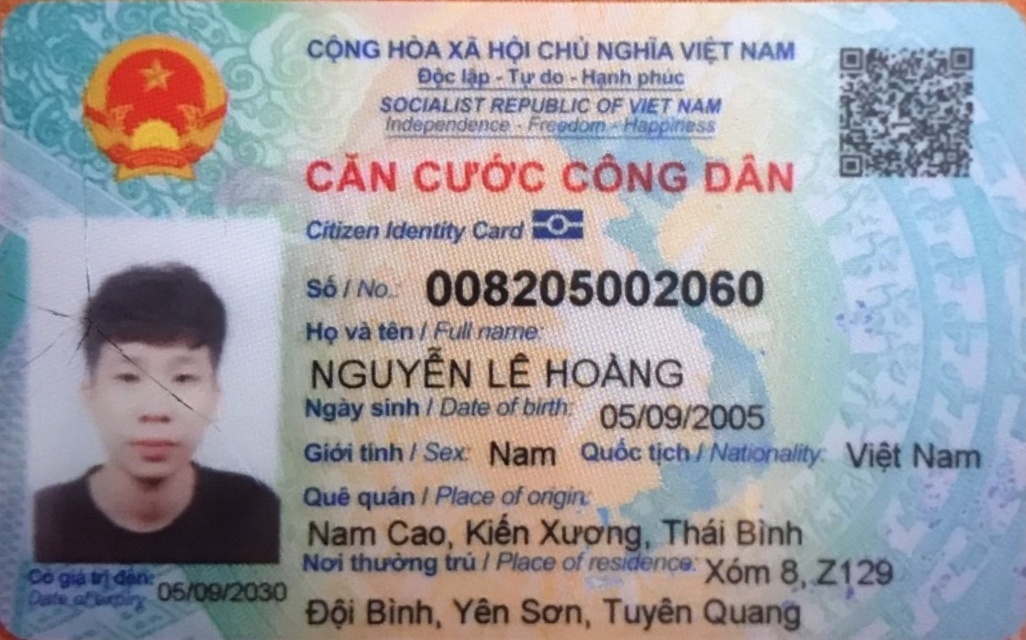 CỘNG HÒA XÃ HỘI CHỦ NGHĨA VIỆT NAM
Độc lập - Tự do - Hạnh phúc
SOCIALIST REPUBLIC OF VIET NAM
Independence - Freedom - Happiness
CĂN CƯỚC CÔNG DÂN
Citizen Identity Card
Số / No.: 008205002060
Họ và tên / Full name:
NGUYỄN LÊ HOÀNG
Ngày sinh / Date of birth: 05/09/2005
Giới tính / Sex: Nam Quốc tịch / Nationality: Việt Nam
Quê quán / Place of origin:
Nam Cao, Kiến Xương, Thái Bình
Nơi thường trú / Place of residence: Xóm 8, Z129
Đội Bình, Yên Sơn, Tuyên Quang
Có giá trị đến: 05/09/2030
Date of expiry